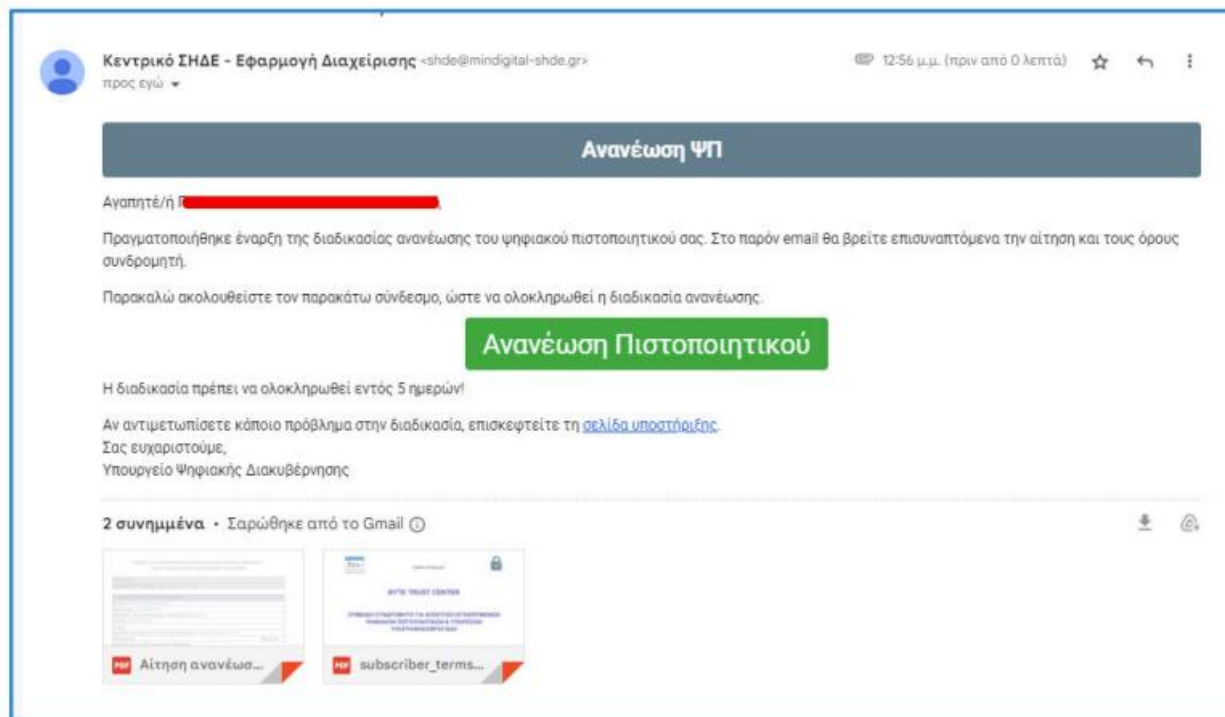 Κεντρικό ΣΗΔΕ - Εφαρμογή Διαχείρισης <shde@mindigital-shde.gr>
12:56 μ.μ. (πριν από 0 λεπτά)
προς εγώ
Ανανέωση ΨΠ
Αγαπητέ/ή
Πραγματοποιήθηκε έναρξη της διαδικασίας ανανέωσης του ψηφιακού πιστοποιητικού σας. Στο παρόν email θα βρείτε επισυναπτόμενα την αίτηση και τους όρους
συνδρομητή.
Παρακαλώ ακολουθείστε τον παρακάτω σύνδεσμο, ώστε να ολοκληρωθεί η διαδικασία ανανέωσης.
Ανανέωση Πιστοποιητικού
Η διαδικασία πρέπει να ολοκληρωθεί εντός 5 ημερών!
Αν αντιμετωπίσετε κάποιο πρόβλημα στην διαδικασία, επισκεφτείτε τη σελίδα υποστήριξης.
Σας ευχαριστούμε,
Υπουργείο Ψηφιακής Διακυβέρνησης
2 συνημμένα • Σαρώθηκε από το Gmail
BYTE TRUST CENTER
PDF Αίτηση ανανέωσ...
PDF subscriber_terms...